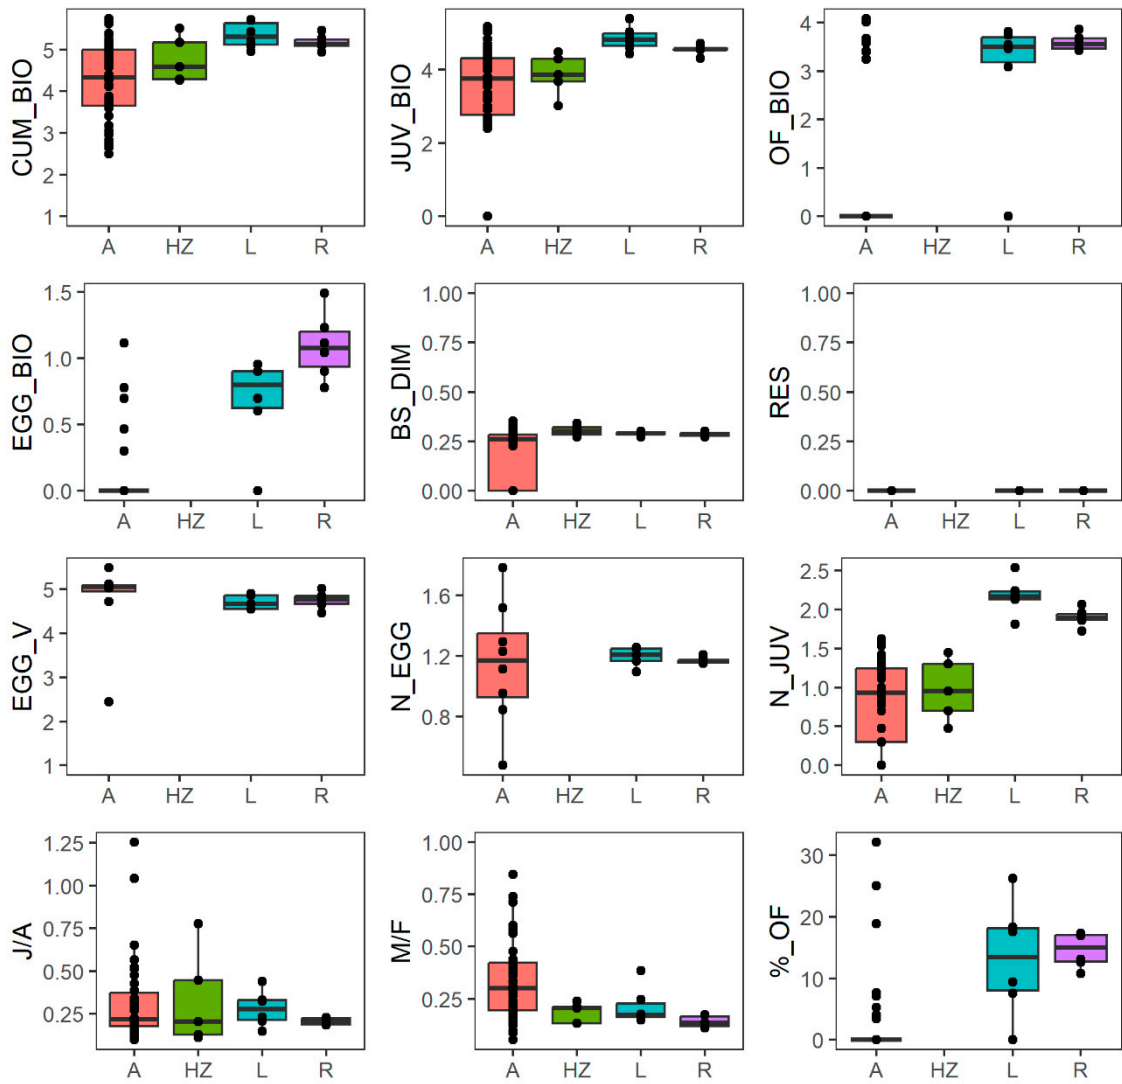 CUM_BIO
5
4
3
2
1
A HZ L R
JUV_BIO
4
2
0
A HZ L R
OF_BIO
4
3
2
1
0
A HZ L R
EGG_BIO
1.5
1.0
0.5
0.0
A HZ L R
BS_DIM
1.00
0.75
0.50
0.25
0.00
A HZ L R
RES
1.00
0.75
0.50
0.25
0.00
A HZ L R
EGG_V
5
4
3
2
1
A HZ L R
N_EGG
1.6
1.2
0.8
A HZ L R
N_JUV
2.5
2.0
1.5
1.0
0.5
0.0
A HZ L R
J/A
1.25
1.00
0.75
0.50
0.25
A HZ L R
M/F
1.00
0.75
0.50
0.25
A HZ L R
%_OF
30
20
10
0
A HZ L R